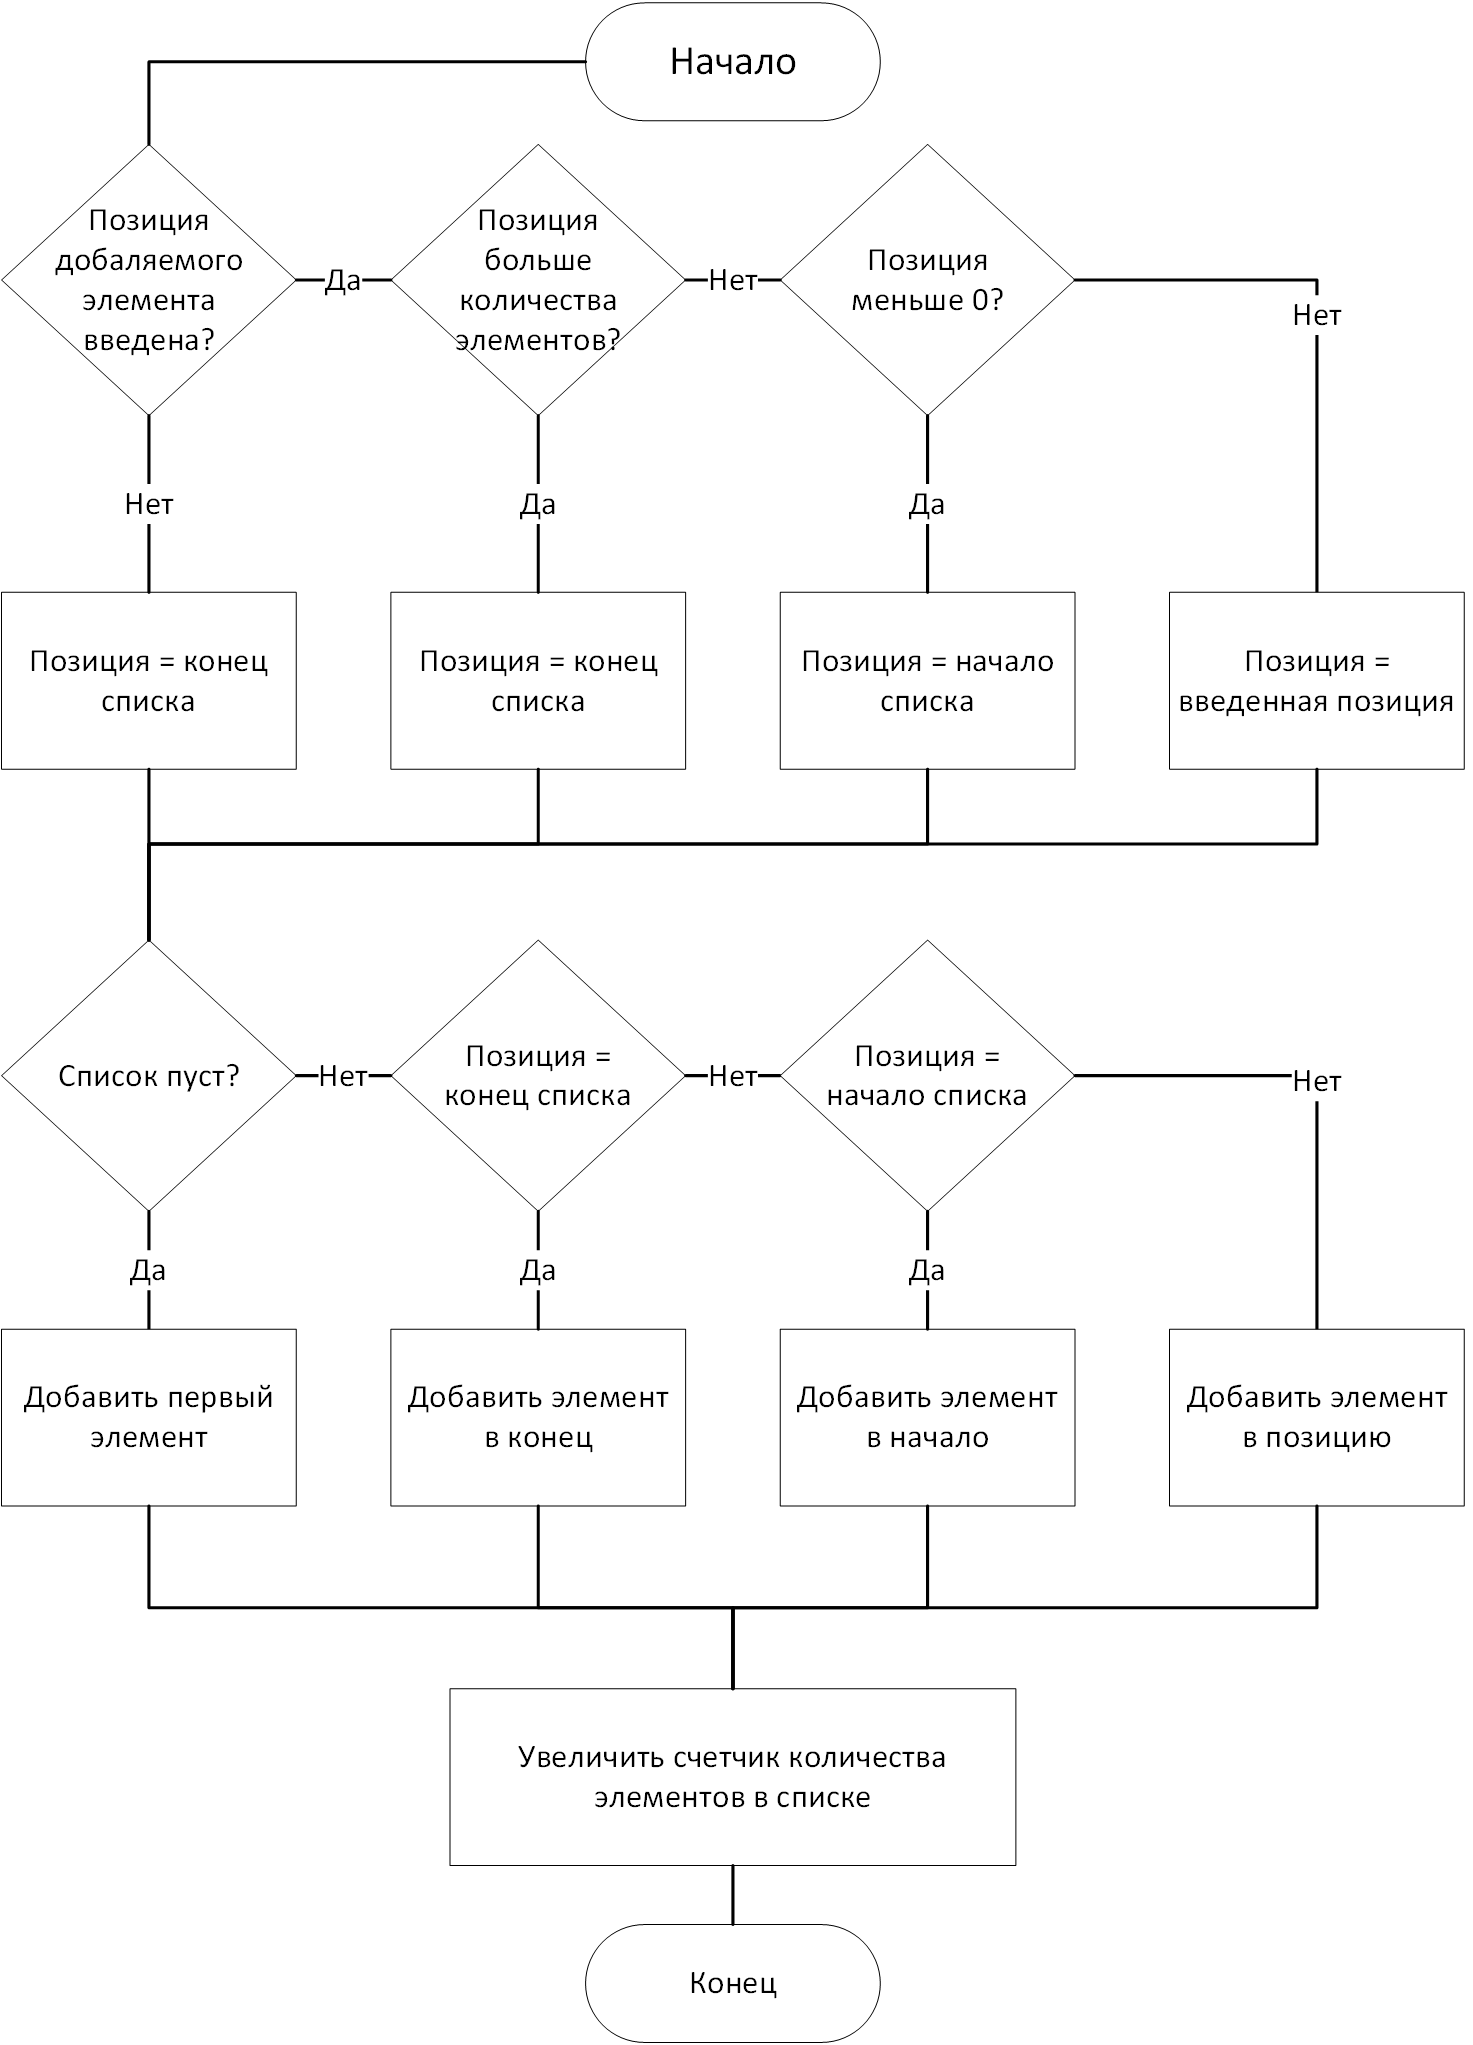 Начало
Позиция
добаляемого
элемента
введена?
Да
Позиция
больше
количества
элементов?
Нет
Позиция
меньше 0?
Нет
Нет
Да
Да
Позиция = конец
списка
Позиция = конец
списка
Позиция = начало
списка
Позиция =
введенная позиция
Список пуст?
Нет
Позиция =
конец списка
Нет
Позиция =
начало списка
Нет
Да
Да
Да
Добавить первый
элемент
Добавить элемент
в конец
Добавить элемент
в начало
Добавить элемент
в позицию
Увеличить счетчик количества
элементов в списке
Конец